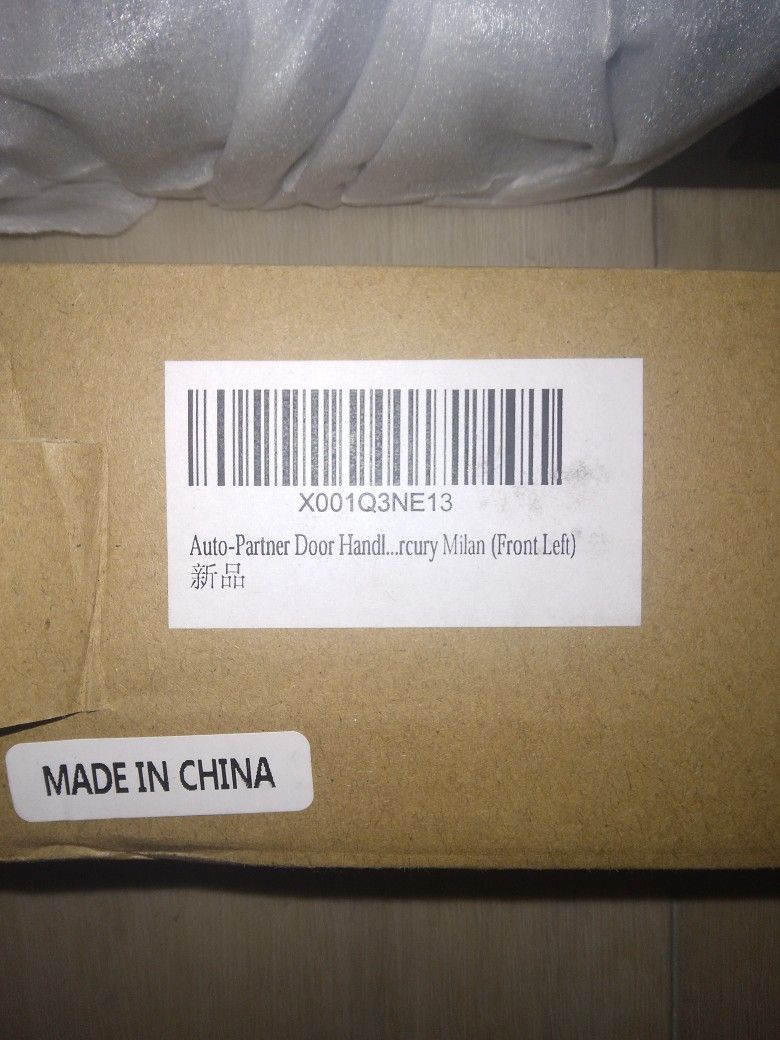 X001Q3NE13
Auto-Partner Door Handl...rcury Milan (Front Left)
新品
MADE IN CHINA